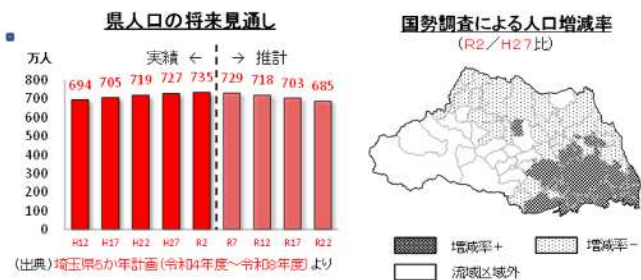 県人口の将来見通し
万人
実績 ← → 推計
800
700
600
500
400
300
200
100
0
694 705 719 727 735 729 718 703 685
H12 H17 H22 H27 R2 R7 R12 R17 R22
(出典)埼玉県5か年計画(令和4年度～令和8年度)より
国勢調査による人口増減率
(R2／H27比)
増減率+ 増減率−
流域区域外